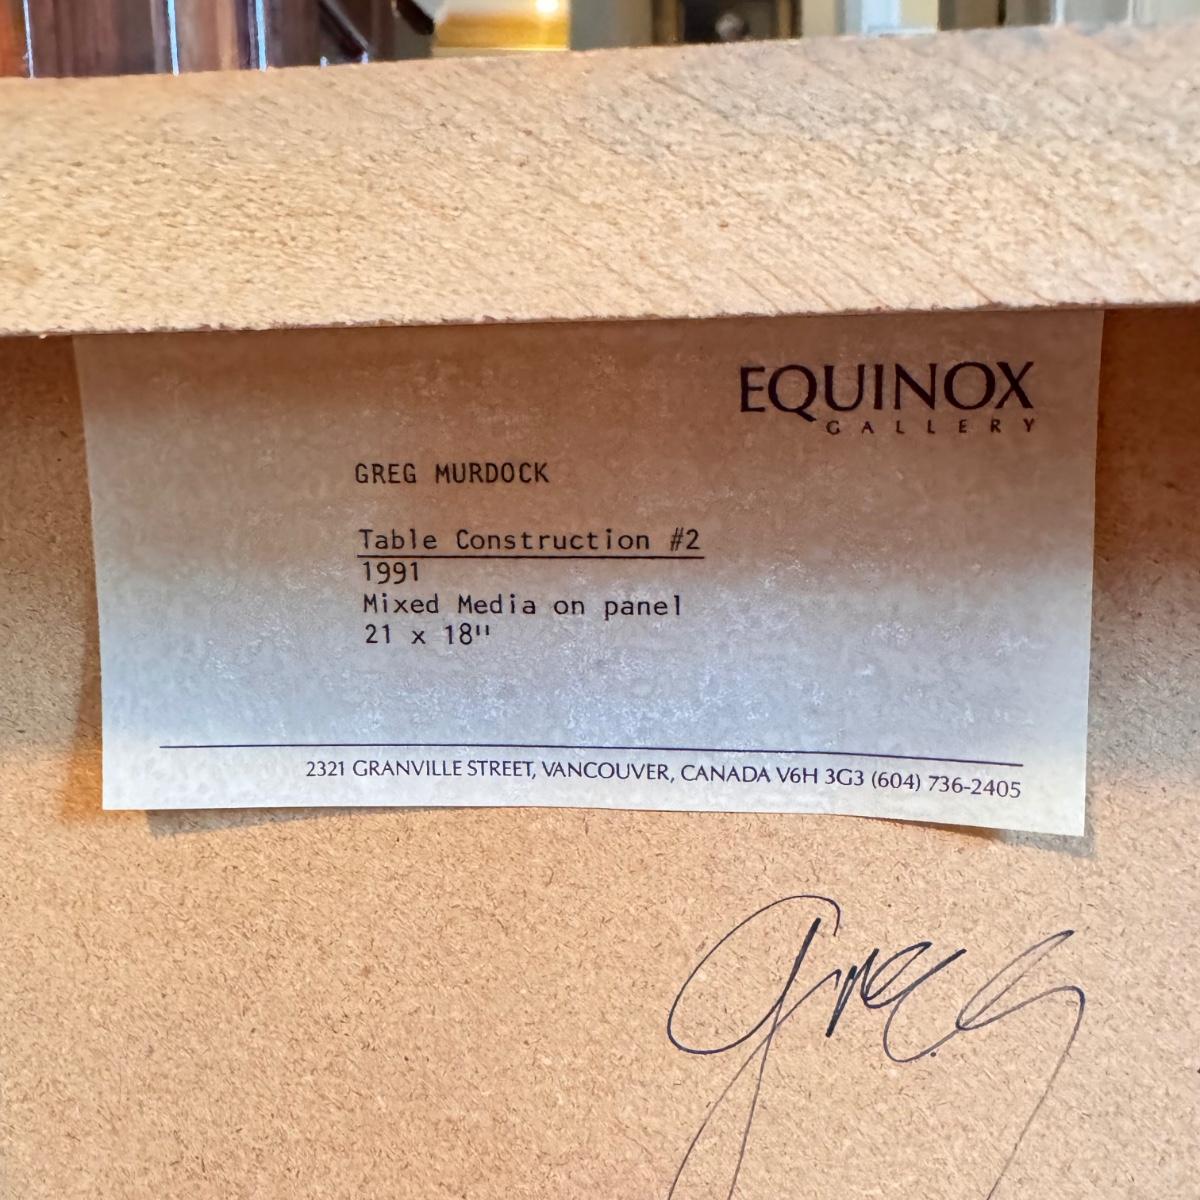 EQUINOX
GALLERY
GREG MURDOCK
Table Construction #2
1991
Mixed Media on panel
21 x 18"
2321 GRANVILLE STREET, VANCOUVER, CANADA V6H 3G3 (604) 736-2405
Greg